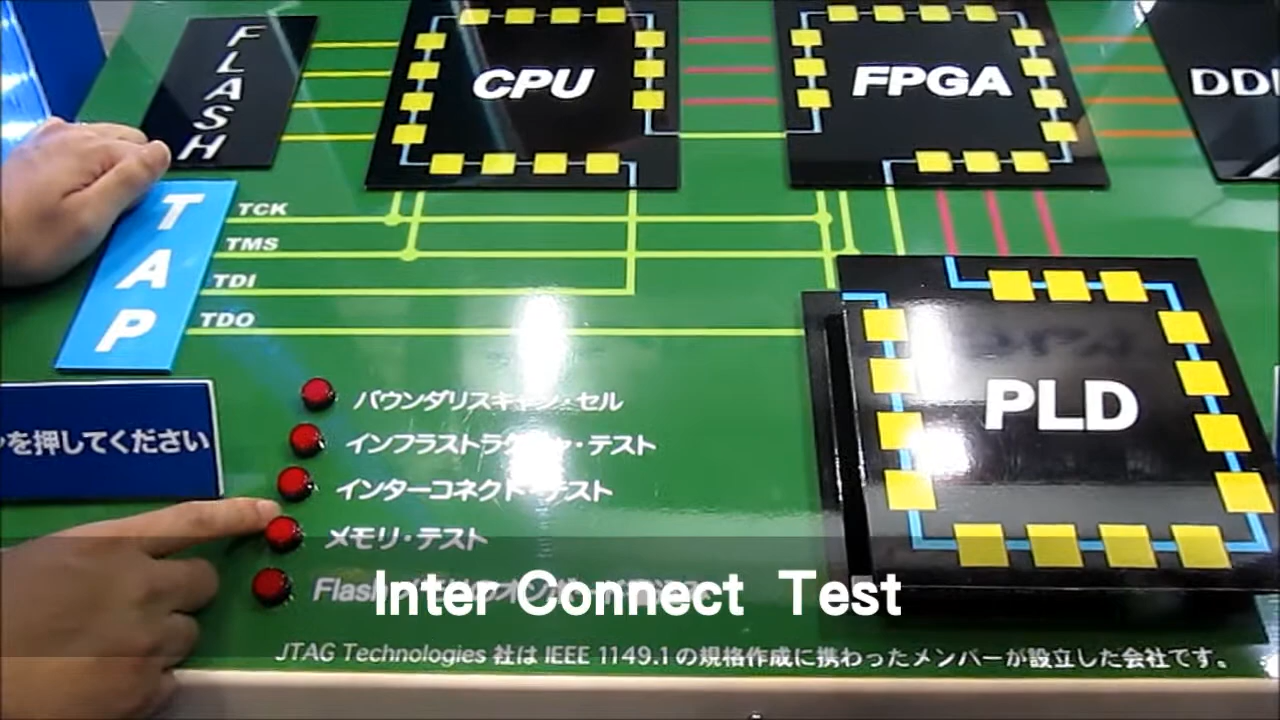 FLASH
CPU
FPGA
TAP
TCK
TMS
TDI
TDO
PLD
バウンダリスキャン・セル
インフラストラクチャ・テスト
を押してください
インターコネクト・テスト
メモリ・テスト
Flash
Inter Connect Test
JTAG Technologies 社は IEEE 1149.1 の規格作成に携わったメンバーが設立した会社です。